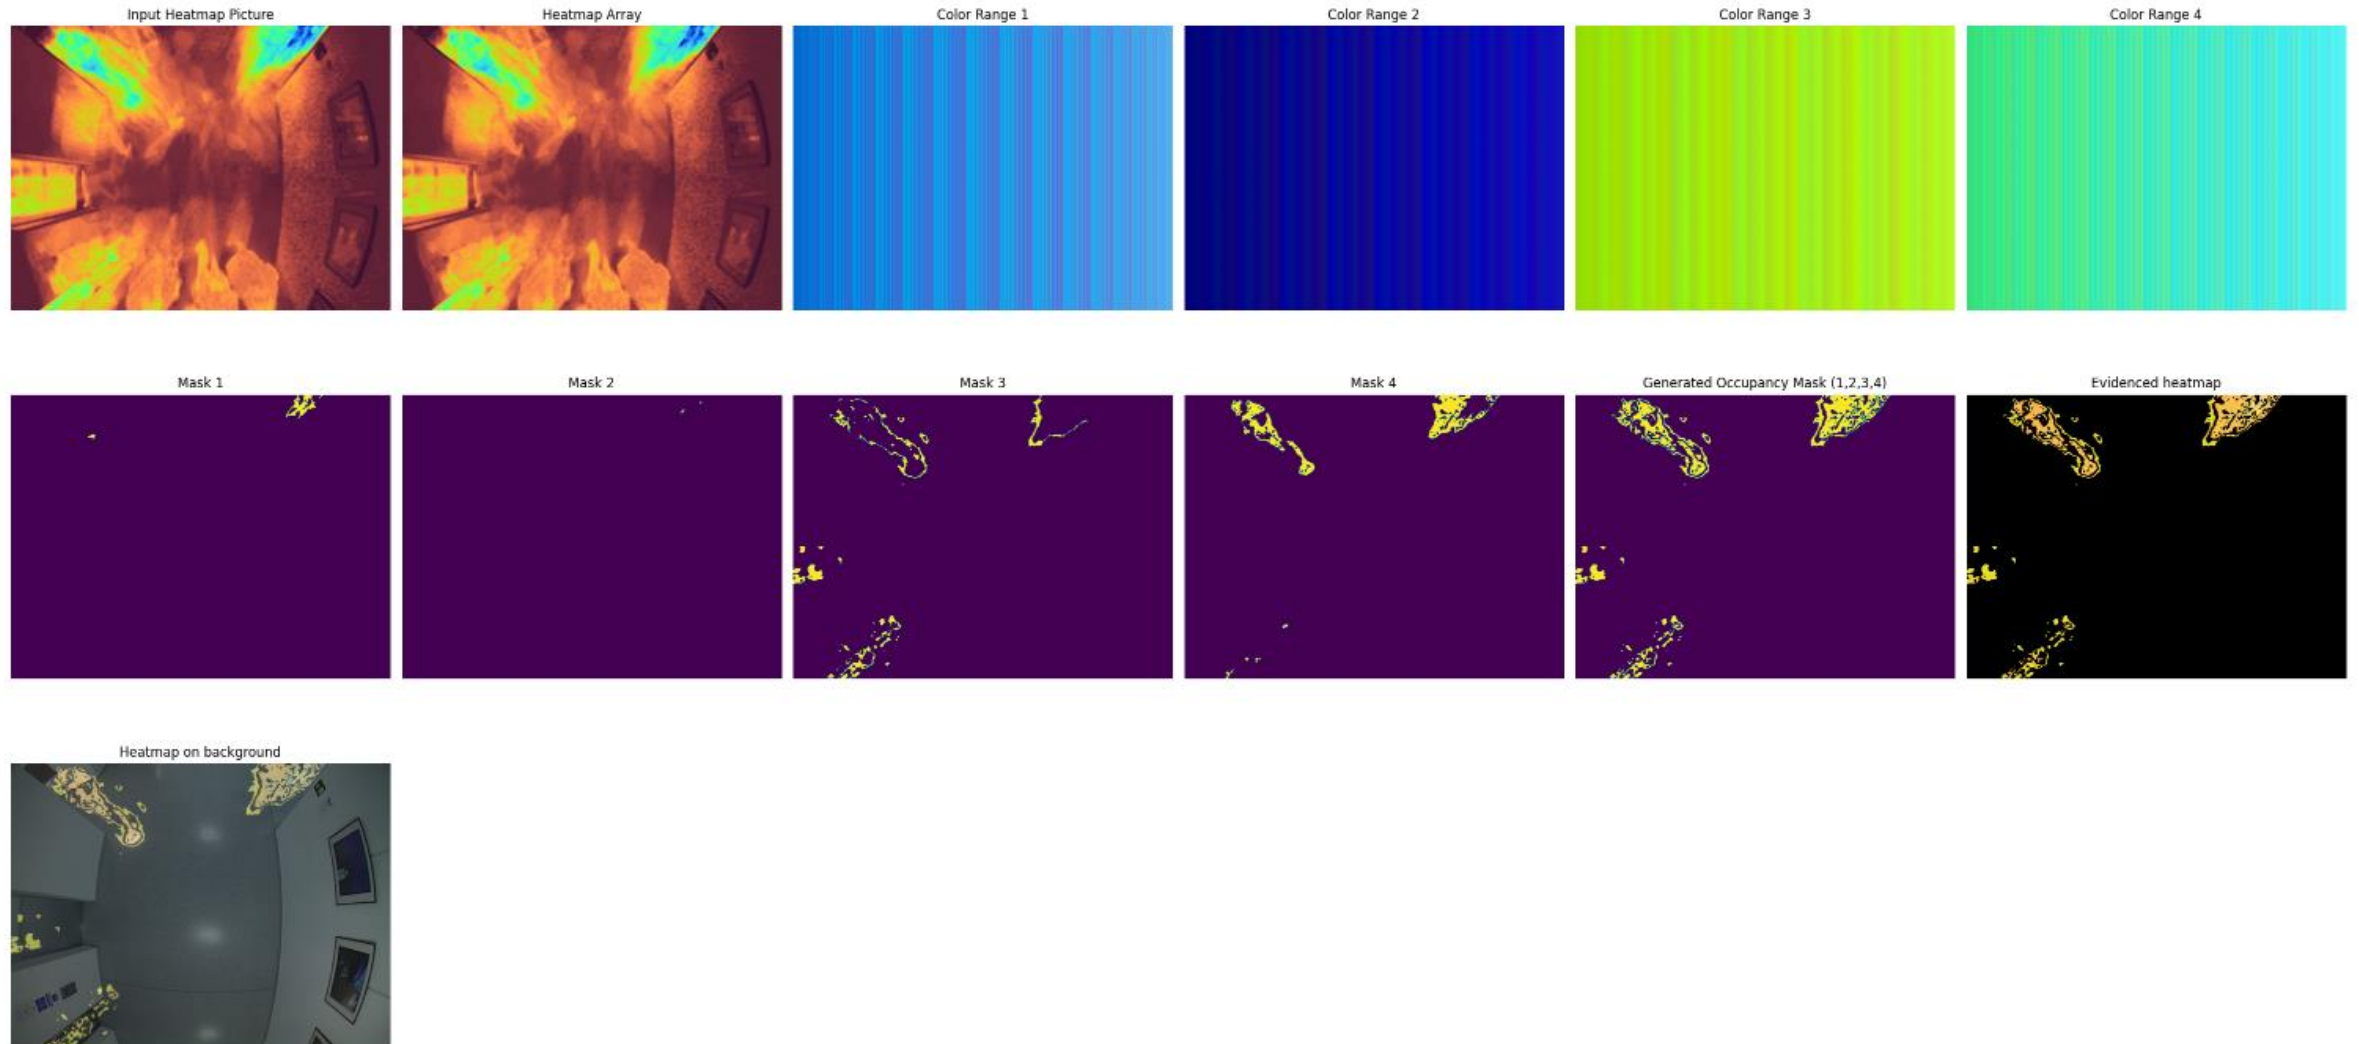 Input Heatmap Picture
Heatmap Array
Color Range 1
Color Range 2
Color Range 3
Color Range 4
Mask 1
Mask 2
Mask 3
Mask 4
Generated Occupancy Mask (1,2,3,4)
Evidenced heatmap
Heatmap on background